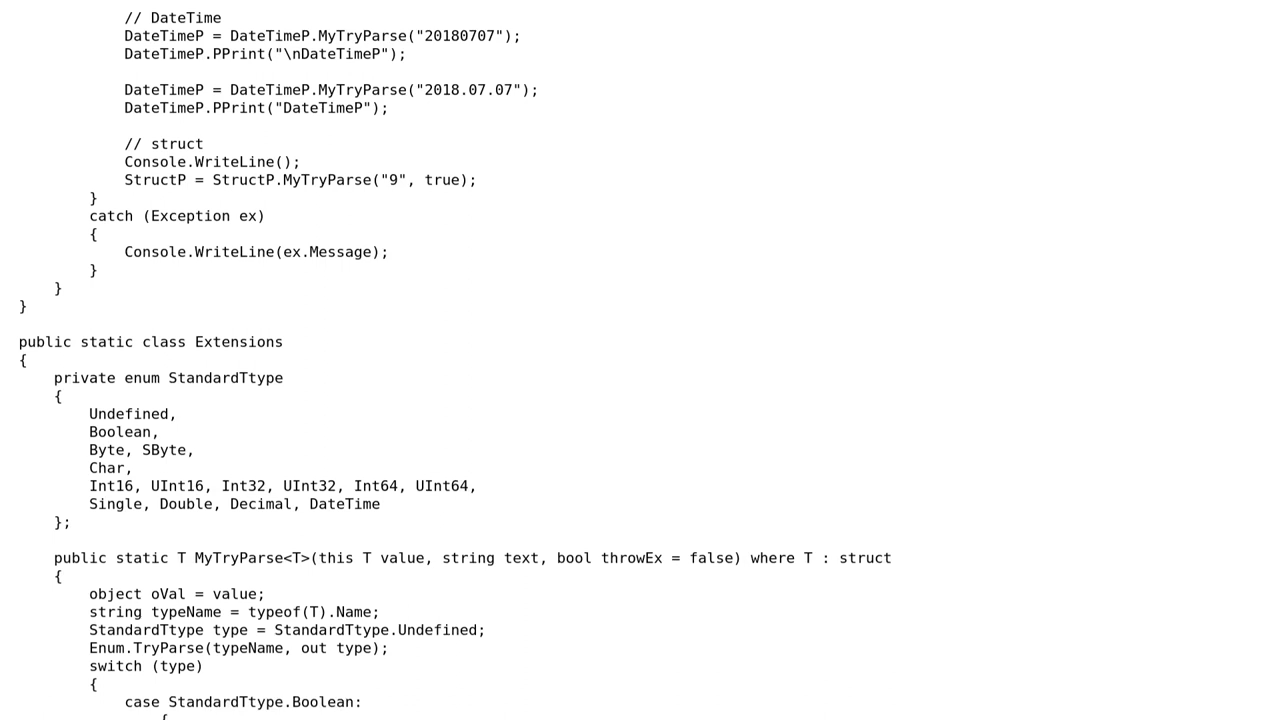 // DateTime
DateTimeP = DateTimeP.MyTryParse("20180707");
DateTimeP.PPrint("\nDateTimeP");
DateTimeP = DateTimeP.MyTryParse("2018.07.07");
DateTimeP.PPrint("DateTimeP");
// struct
Console.WriteLine();
StructP = StructP.MyTryParse("9", true);
}
catch (Exception ex)
{
Console.WriteLine(ex.Message);
}
}
}
public static class Extensions
{
private enum StandardTtype
{
Undefined,
Boolean,
Byte, SByte,
Char,
Int16, UInt16, Int32, UInt32, Int64, UInt64,
Single, Double, Decimal, DateTime
};
public static T MyTryParse<T>(this T value, string text, bool throwEx = false) where T : struct
{
object oVal = value;
string typeName = typeof(T).Name;
StandardTtype type = StandardTtype.Undefined;
Enum.TryParse(typeName, out type);
switch (type)
{
case StandardTtype.Boolean:
{